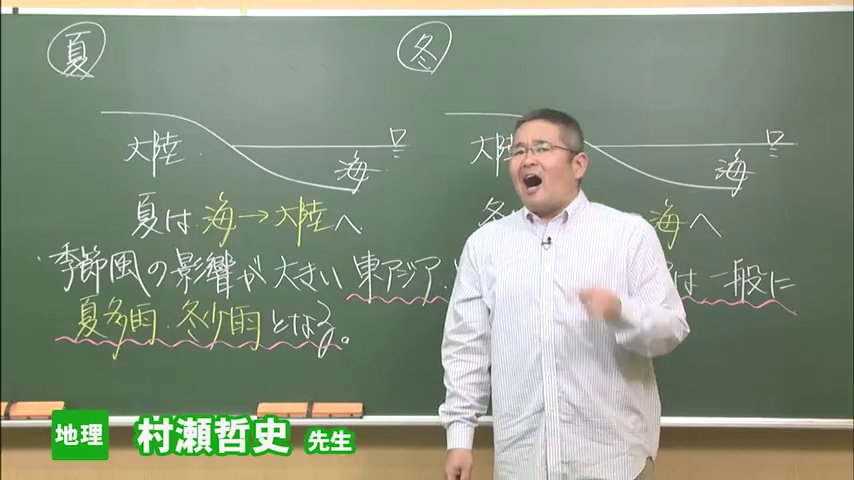 夏
冬
大陸
海
大陸
海
夏は 海→大陸へ
海へ
季節風の影響が大きい 東アジア は一般に
夏多雨・冬少雨となる。
地理 村瀬哲史 先生